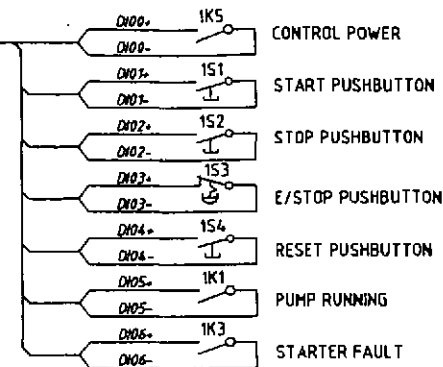 DI00+ 1K5
DI00- CONTROL POWER
DI01+ 1S1
DI01- START PUSHBUTTON
DI02+ 1S2
DI02- STOP PUSHBUTTON
DI03+ 1S3
DI03- E/STOP PUSHBUTTON
DI04+ 1S4
DI04- RESET PUSHBUTTON
DI05+ 1K1
DI05- PUMP RUNNING
DI06+ 1K3
DI06- STARTER FAULT